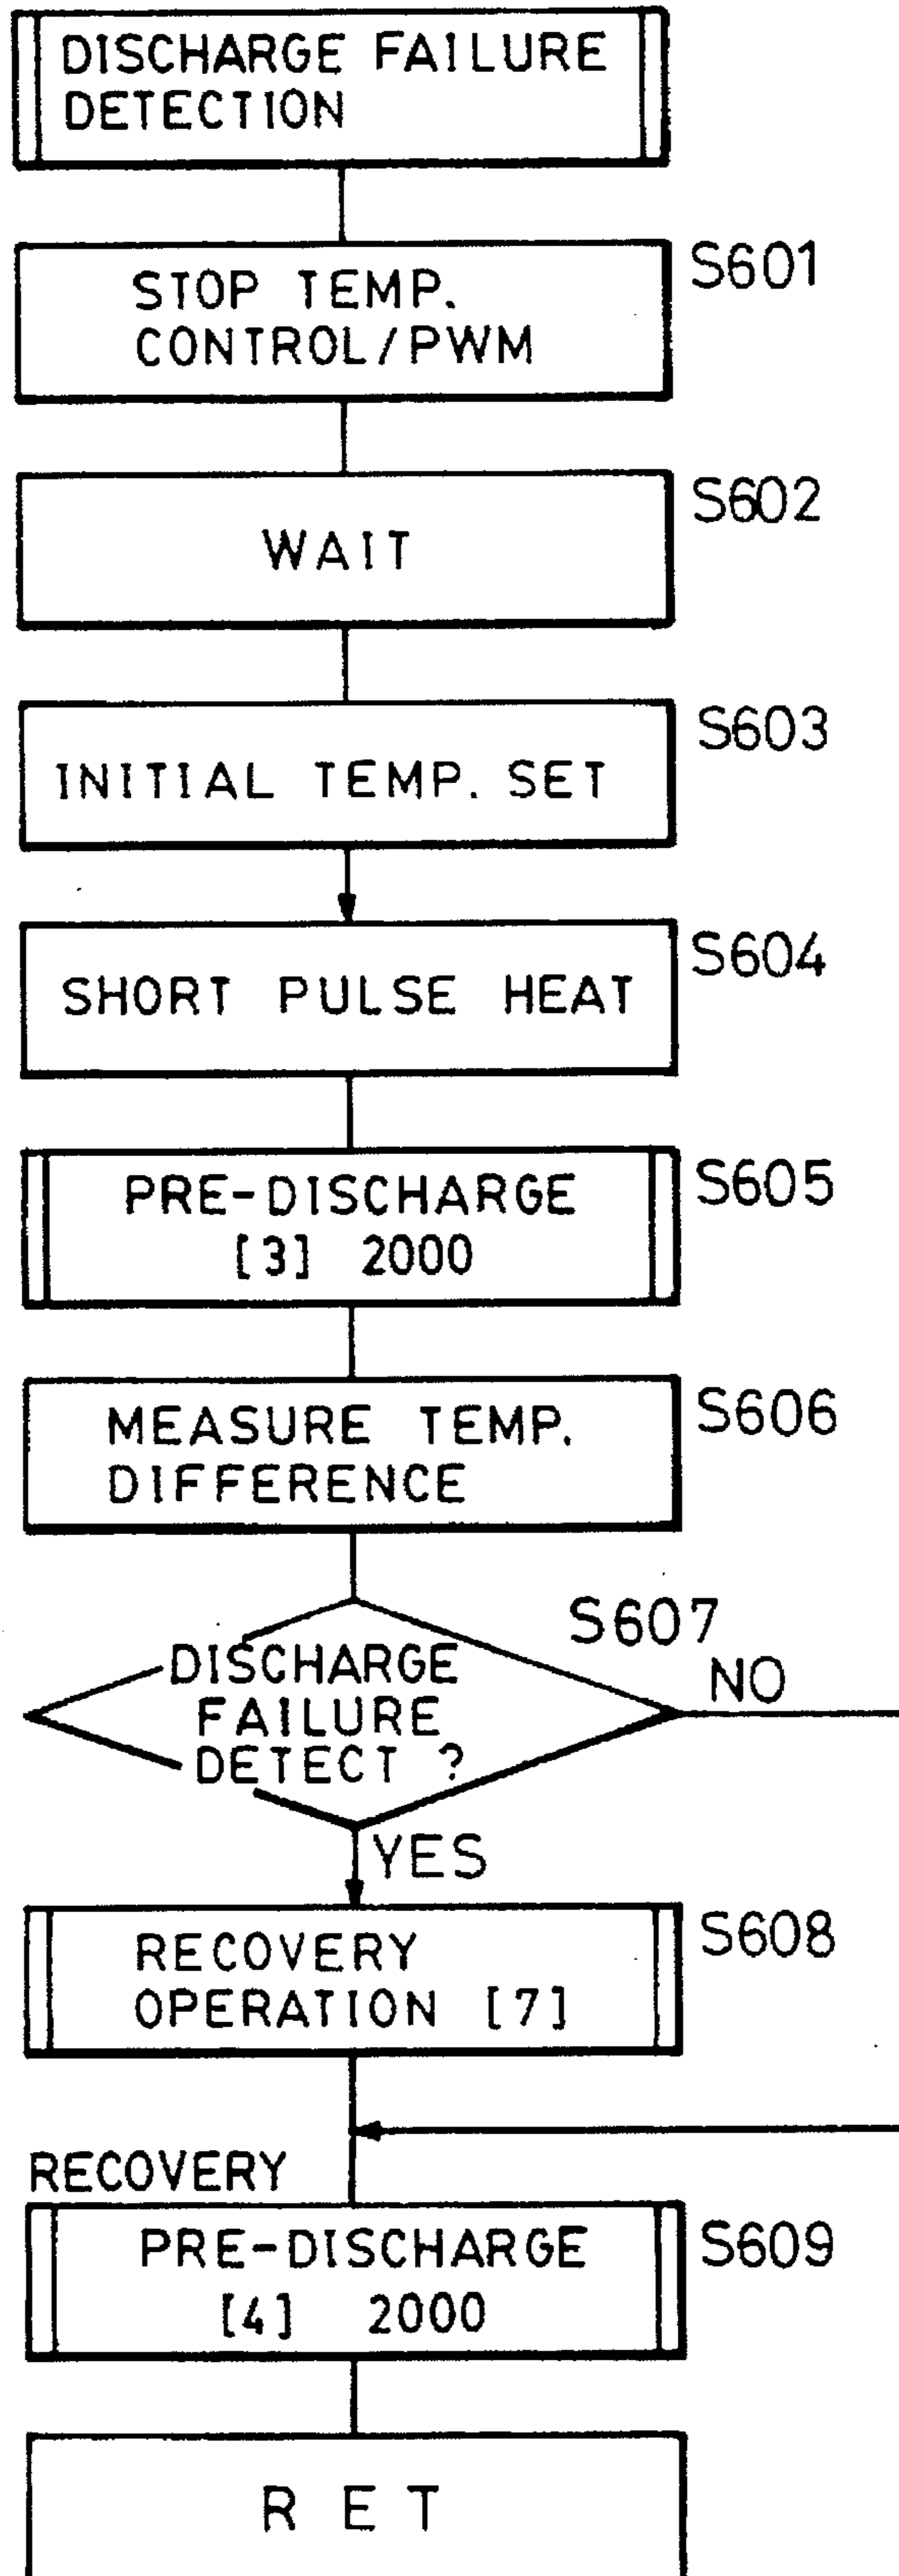 DISCHARGE FAILURE
DETECTION
S601
STOP TEMP.
CONTROL/PWM
S602
WAIT
S603
INITIAL TEMP. SET
S604
SHORT PULSE HEAT
S605
PRE-DISCHARGE
[3] 2000
S606
MEASURE TEMP.
DIFFERENCE
S607
DISCHARGE
FAILURE
DETECT ?
NO
YES
S608
RECOVERY
OPERATION [7]
RECOVERY
S609
PRE-DISCHARGE
[4] 2000
RET